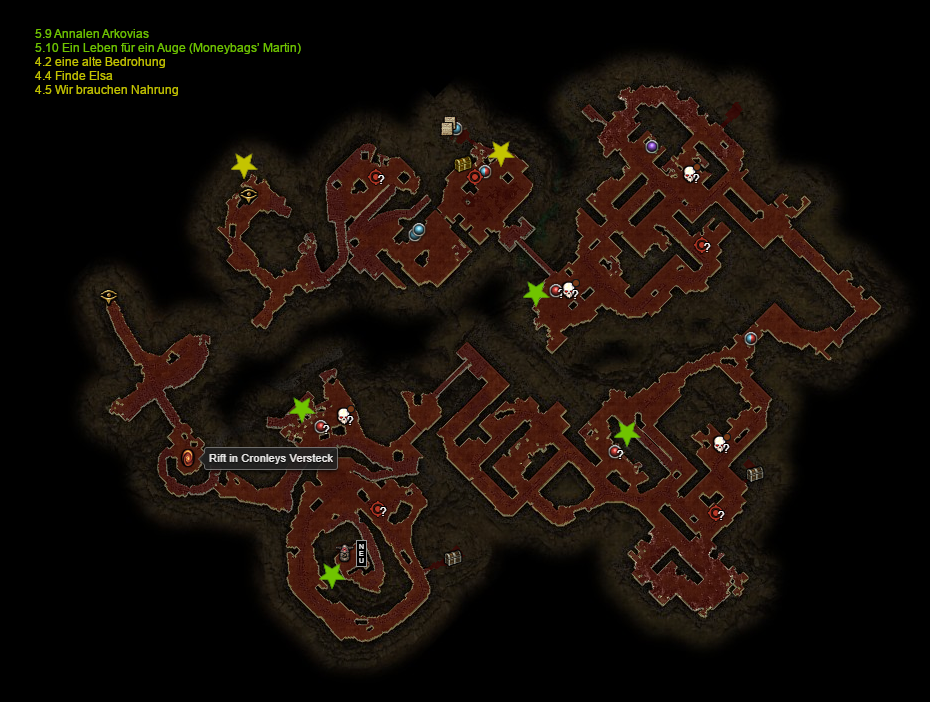 5.9 Annalen Arkovias
5.10 Ein Leben für ein Auge (Moneybags' Martin)
4.2 eine alte Bedrohung
4.4 Finde Elsa
4.5 Wir brauchen Nahrung
?
?
?
?
?
?
?
?
Rift in Cronleys Versteck
?
?
?
?
NEU